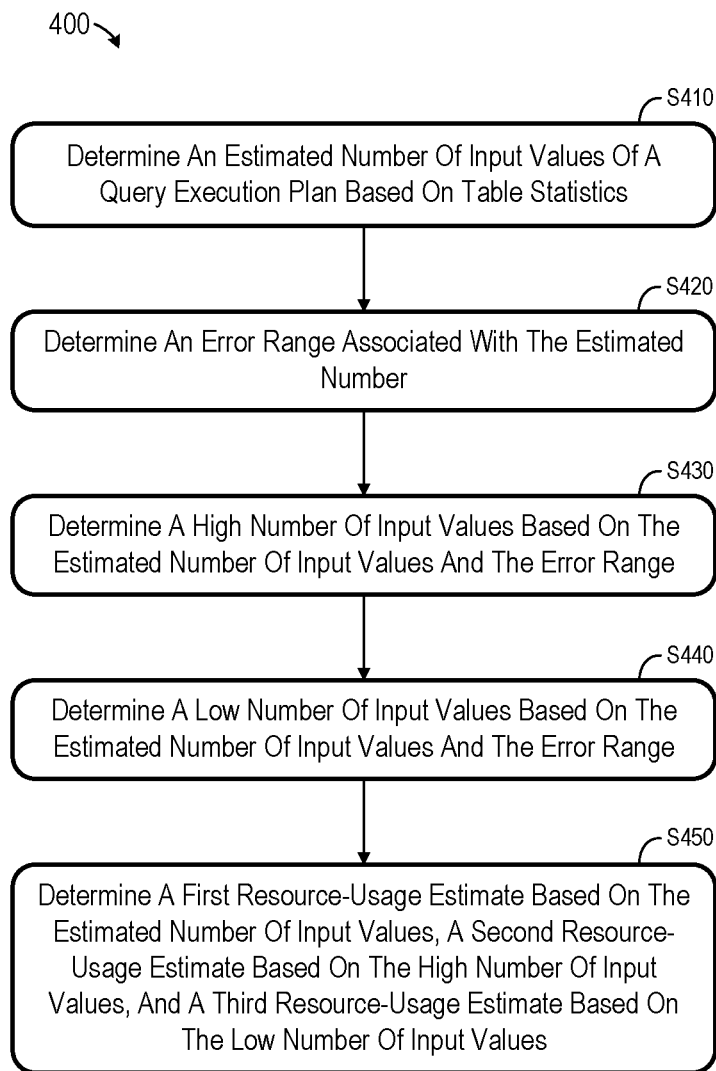 400
S410
Determine An Estimated Number Of Input Values Of A
Query Execution Plan Based On Table Statistics
S420
Determine An Error Range Associated With The Estimated
Number
S430
Determine A High Number Of Input Values Based On The
Estimated Number Of Input Values And The Error Range
S440
Determine A Low Number Of Input Values Based On The
Estimated Number Of Input Values And The Error Range
S450
Determine A First Resource-Usage Estimate Based On The
Estimated Number Of Input Values, A Second Resource-
Usage Estimate Based On The High Number Of Input
Values, And A Third Resource-Usage Estimate Based On
The Low Number Of Input Values